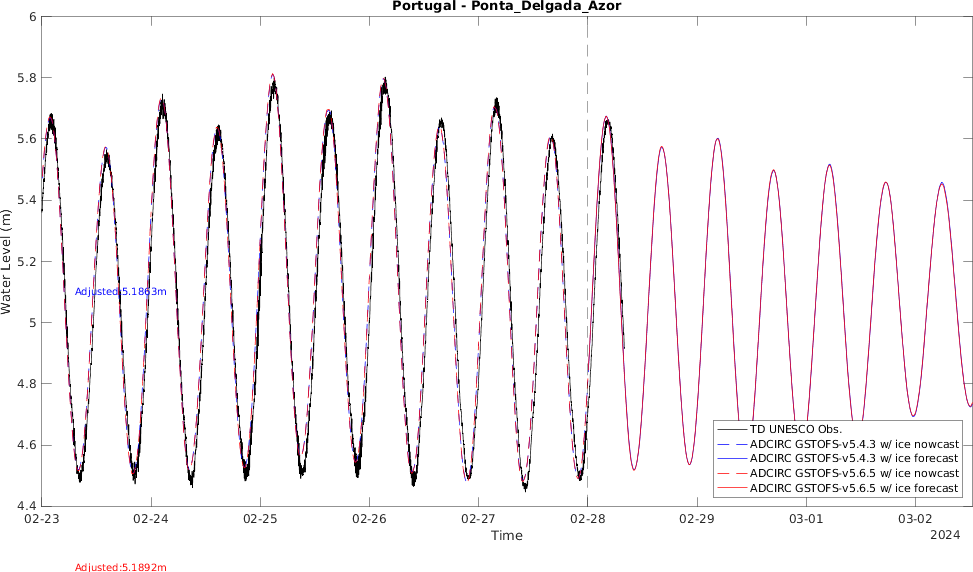 Portugal - Ponta_Delgada_Azor
6
5.8
5.6
5.4
5.2
5
4.8
4.6
4.4
Water Level (m)
Adjusted:5.1863m
TD UNESCO Obs.
ADCIRC GSTOFS-v5.4.3 w/ ice nowcast
ADCIRC GSTOFS-v5.4.3 w/ ice forecast
ADCIRC GSTOFS-v5.6.5 w/ ice nowcast
ADCIRC GSTOFS-v5.6.5 w/ ice forecast
02-23 02-24 02-25 02-26 02-27 02-28 02-29 03-01 03-02
Time
2024
Adjusted:5.1892m